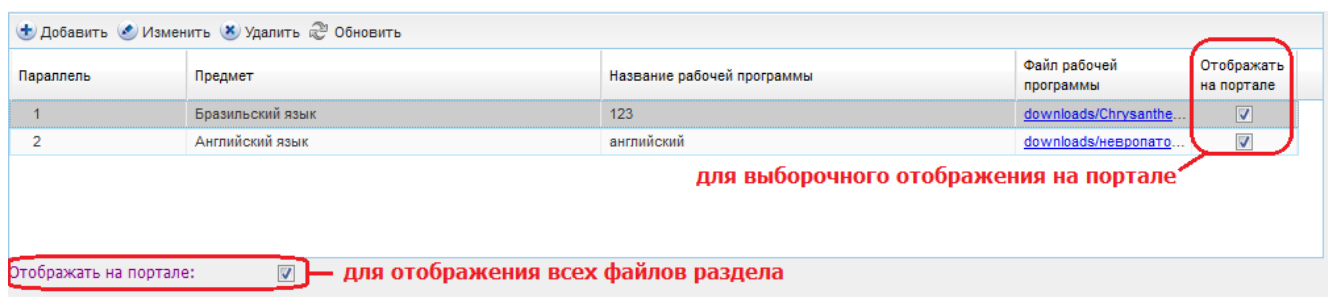 Добавить Изменить Удалить Обновить
Параллель Предмет Название рабочей программы Файл рабочей программы Отображать на портале
1 Бразильский язык 123 downloads/Chrysanthe...
2 Английский язык английский downloads/невропато...
для выборочного отображения на портале
Отображать на портале: для отображения всех файлов раздела